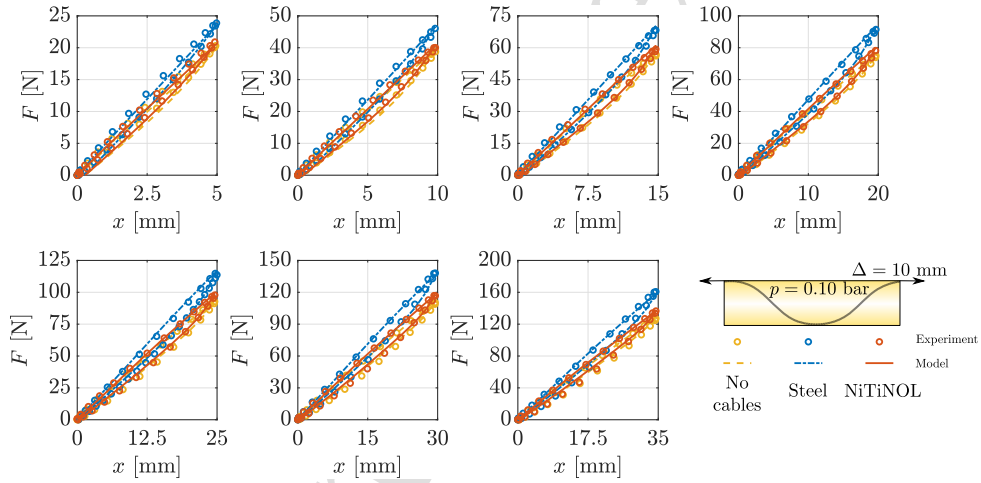 25
20
15
10
5
0
F [N]
0 2.5 5
x [mm]
50
40
30
20
10
0
F [N]
0 5 10
x [mm]
75
60
45
30
15
0
F [N]
0 7.5 15
x [mm]
100
80
60
40
20
0
F [N]
0 10 20
x [mm]
125
100
75
50
25
0
F [N]
0 12.5 25
x [mm]
150
120
90
60
30
0
F [N]
0 15 30
x [mm]
200
160
120
80
40
0
F [N]
0 17.5 35
x [mm]
Δ = 10 mm
p = 0.10 bar
Experiment
Model
No cables
Steel
NiTiNOL